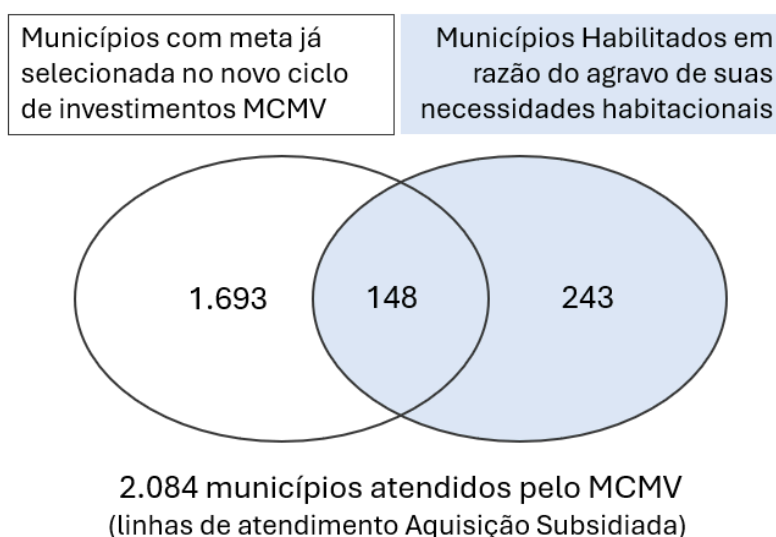 Municípios com meta já
selecionada no novo ciclo
de investimentos MCMV
Municípios Habilitados em
razão do agravo de suas
necessidades habitacionais
1.693
148
243
2.084 municípios atendidos pelo MCMV
(linhas de atendimento Aquisição Subsidiada)